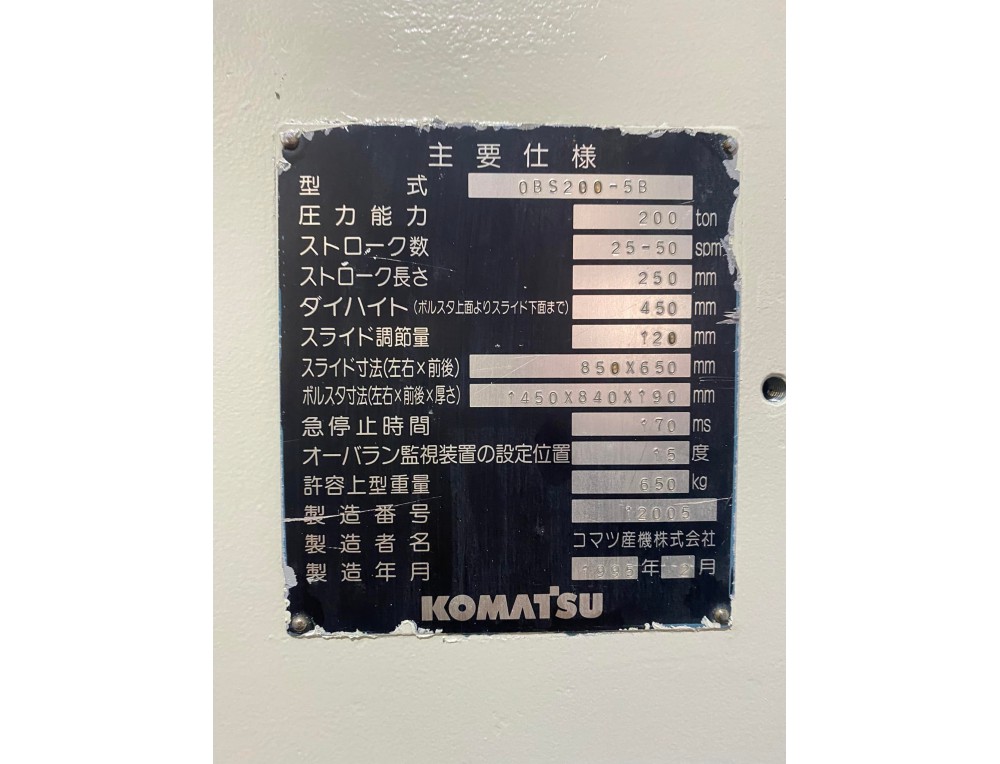 主要仕様
型式 OBS200-5B
圧力能力 200 ton
ストローク数 25-50 spm
ストローク長さ 250 mm
ダイハイト(ボルスタ上面よりスライド下面まで) 450 mm
スライド調節量 120 mm
スライド寸法(左右×前後) 850X650 mm
ボルスタ寸法(左右×前後×厚さ) 1450X840X190 mm
急停止時間 170 ms
オーバラン監視装置の設定位置 15 度
許容上型重量 650 kg
製造番号 12005
製造者名 コマツ産機株式会社
製造年月 1995年 月
KOMATSU